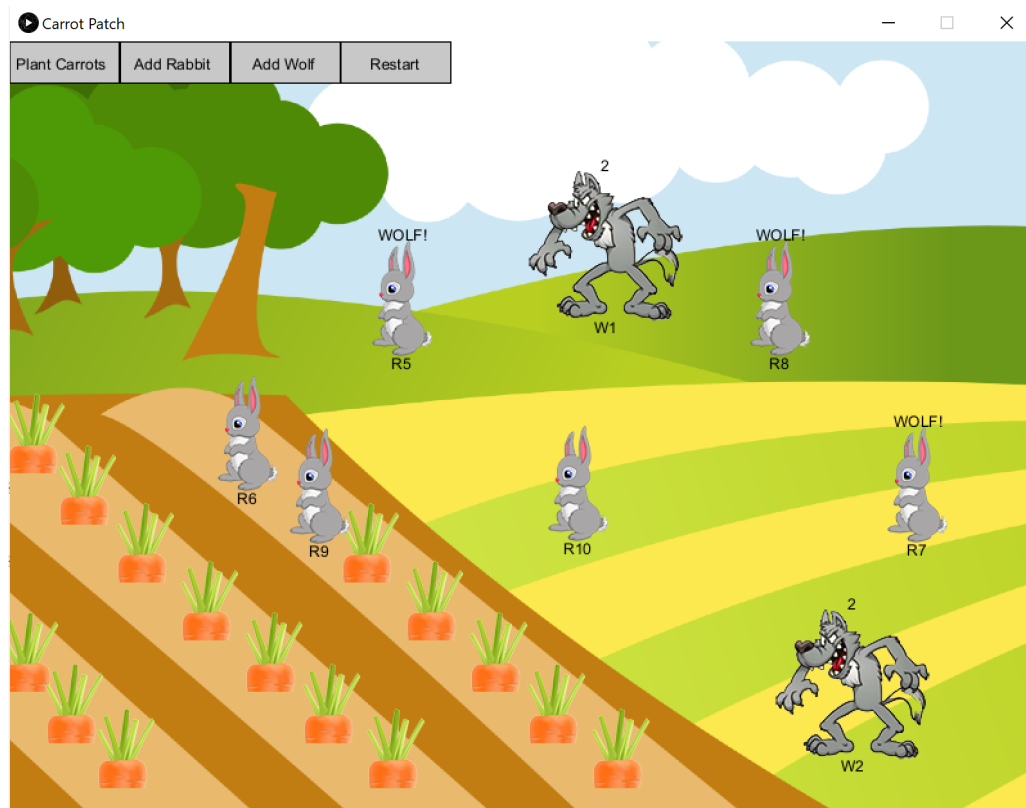 Carrot Patch
Plant Carrots Add Rabbit Add Wolf Restart
2
WOLF!
WOLF!
W1
R5
R8
WOLF!
R6
R9
R10
R7
2
W2